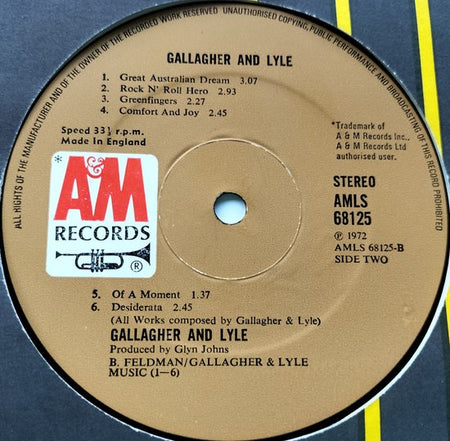 ALL RIGHTS OF THE MANUFACTURER AND OF THE OWNER OF THE RECORDED WORK RESERVED UNAUTHORISED COPYING, PUBLIC PERFORMANCE AND BROADCASTING OF THIS RECORD PROHIBITED
GALLAGHER AND LYLE
1. Great Australian Dream 3.07
2. Rock N' Roll Hero 2.93
3. Greenfingers 2.27
4. Comfort And Joy 2.45
Speed 33⅓ r.p.m.
Made In England
*Trademark of
A & M Records Inc.,
A & M Records Ltd
authorised user.
*
A&M
RECORDS
®
STEREO
AMLS
68125
℗ 1972
AMLS 68125-B
SIDE TWO
5. Of A Moment 1.37
6. Desiderata 2.45
(All Works composed by Gallagher & Lyle)
GALLAGHER AND LYLE
Produced by Glyn Johns
B. FELDMAN/GALLAGHER & LYLE
MUSIC (1–6)